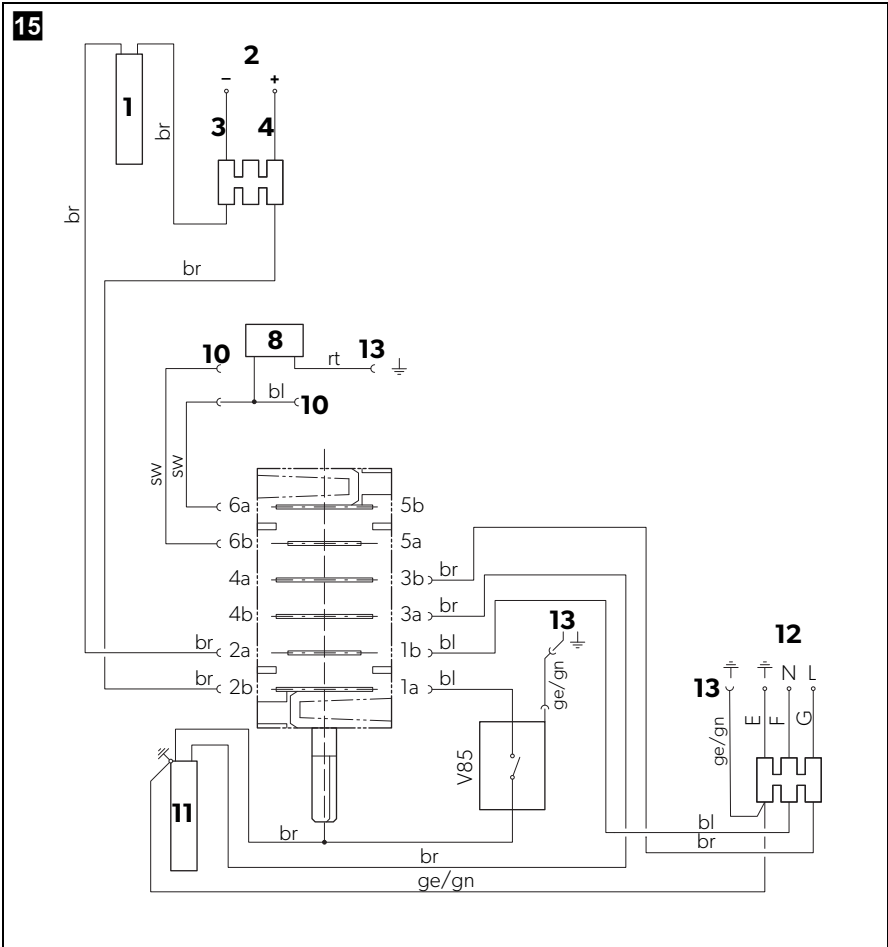 15
2
− +
1
3 4
br
br
br
8
10 rt 13
bl 10
sw sw
6a 5b
6b 5a
4a 3b br
4b 3a br
br 2a 1b bl
br 2b 1a bl
13
ge/gn
12
N L
13
ge/gn E F G
V85
11
br
bl
br
br
ge/gn